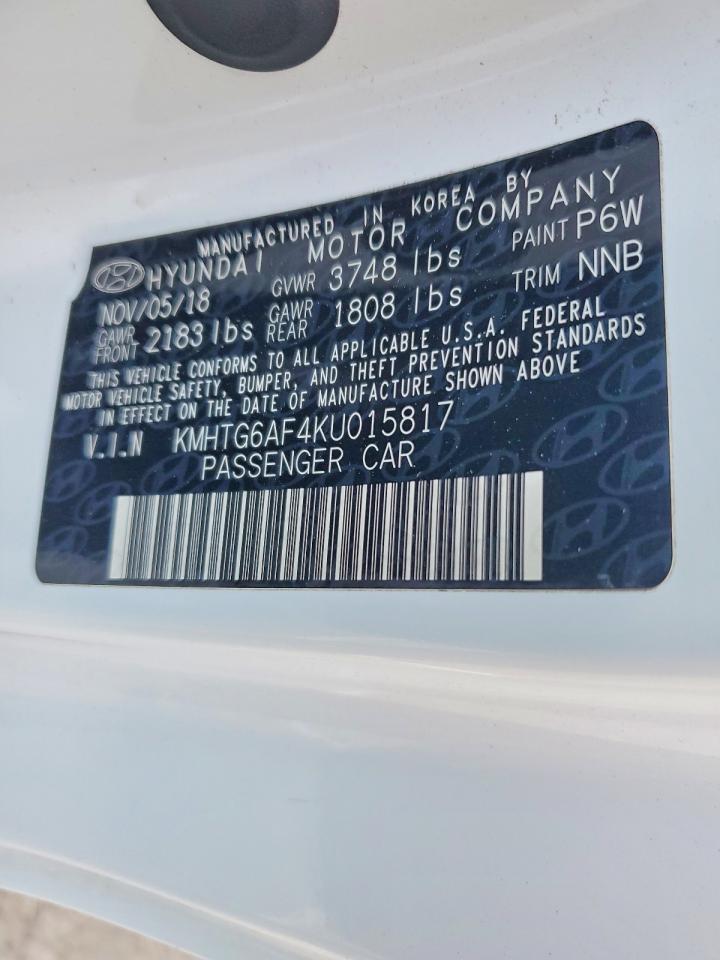 MANUFACTURED IN KOREA BY
HYUNDAI MOTOR COMPANY
NOV/05/18 GVWR 3748 lbs PAINT P6W
GAWR FRONT 2183 lbs GAWR REAR 1808 lbs TRIM NNB
THIS VEHICLE CONFORMS TO ALL APPLICABLE U.S.A. FEDERAL
MOTOR VEHICLE SAFETY, BUMPER, AND THEFT PREVENTION STANDARDS
IN EFFECT ON THE DATE OF MANUFACTURE SHOWN ABOVE
V.I.N KMHTG6AF4KU015817
PASSENGER CAR